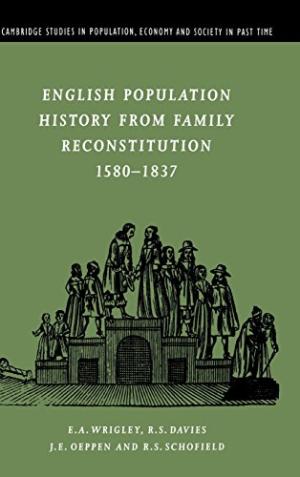 CAMBRIDGE STUDIES IN POPULATION, ECONOMY AND SOCIETY IN PAST TIME
ENGLISH POPULATION
HISTORY FROM FAMILY
RECONSTITUTION
1580–1837
E.A. WRIGLEY, R.S. DAVIES
J.E. OEPPEN AND R.S. SCHOFIELD